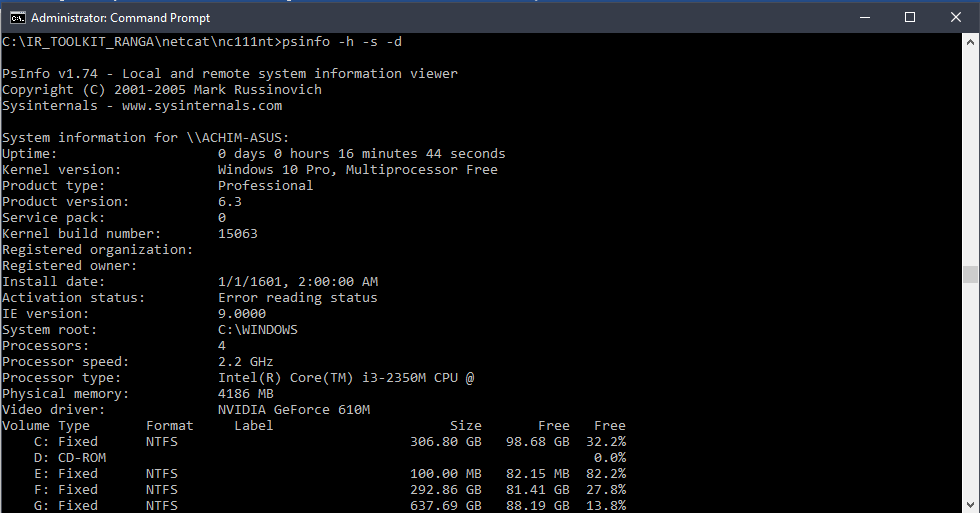 Administrator: Command Prompt
C:\IR_TOOLKIT_RANGA\netcat\nc111nt>psinfo -h -s -d
PsInfo v1.74 - Local and remote system information viewer
Copyright (C) 2001-2005 Mark Russinovich
Sysinternals - www.sysinternals.com
System information for \\ACHIM-ASUS:
Uptime: 0 days 0 hours 16 minutes 44 seconds
Kernel version: Windows 10 Pro, Multiprocessor Free
Product type: Professional
Product version: 6.3
Service pack: 0
Kernel build number: 15063
Registered organization:
Registered owner:
Install date: 1/1/1601, 2:00:00 AM
Activation status: Error reading status
IE version: 9.0000
System root: C:\WINDOWS
Processors: 4
Processor speed: 2.2 GHz
Processor type: Intel(R) Core(TM) i3-2350M CPU @
Physical memory: 4186 MB
Video driver: NVIDIA GeForce 610M
Volume Type Format Label Size Free Free
C: Fixed NTFS 306.80 GB 98.68 GB 32.2%
D: CD-ROM 0.0%
E: Fixed NTFS 100.00 MB 82.15 MB 82.2%
F: Fixed NTFS 292.86 GB 81.41 GB 27.8%
G: Fixed NTFS 637.69 GB 88.19 GB 13.8%